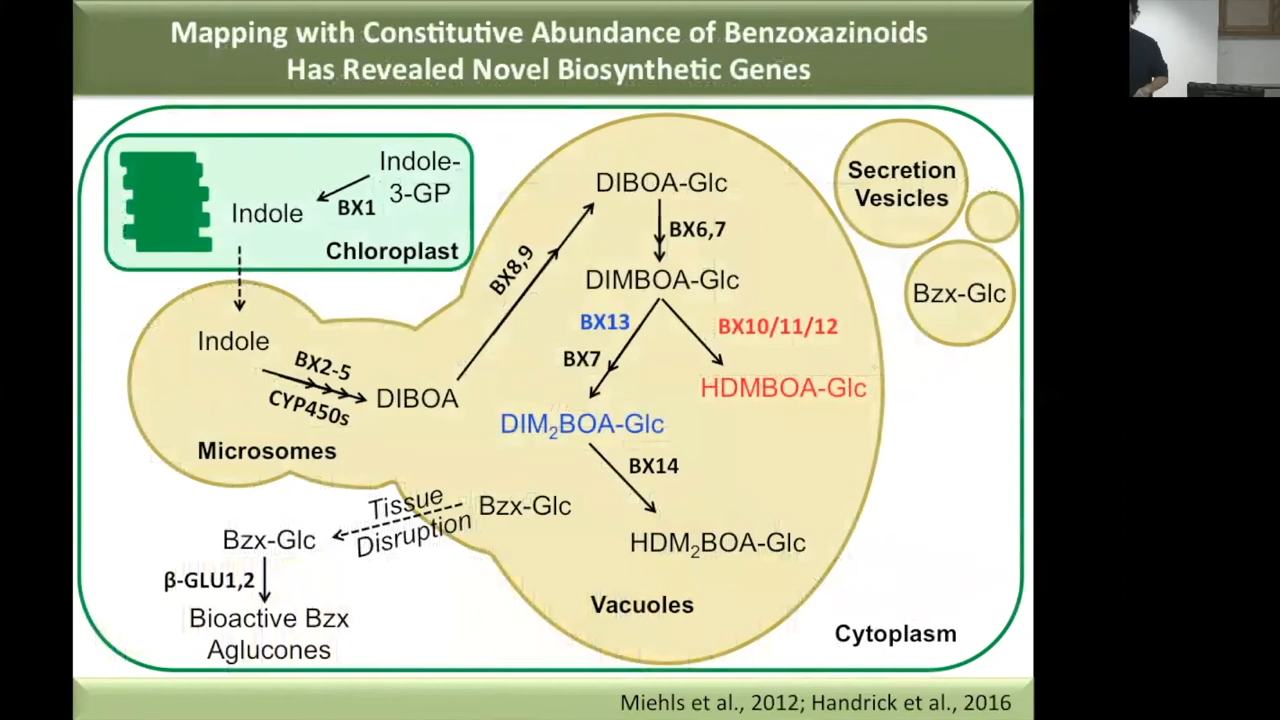 Mapping with Constitutive Abundance of Benzoxazinoids
Has Revealed Novel Biosynthetic Genes
Indole-
3-GP
BX1
Indole
Chloroplast
Indole
BX2-5
CYP450s
DIBOA
Microsomes
BX8,9
DIBOA-Glc
BX6,7
DIMBOA-Glc
BX13
BX7
BX10/11/12
HDMBOA-Glc
DIM₂BOA-Glc
BX14
HDM₂BOA-Glc
Vacuoles
Bzx-Glc
Tissue
Disruption
Bzx-Glc
β-GLU1,2
Bioactive Bzx
Aglucones
Secretion
Vesicles
Bzx-Glc
Cytoplasm
Miehls et al., 2012; Handrick et al., 2016